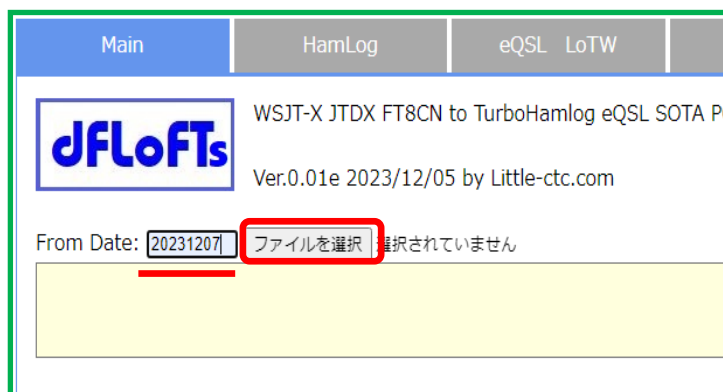 Main HamLog eQSL LoTW
WSJT-X JTDX FT8CN to TurboHamlog eQSL SOTA
dfLofTs
Ver.0.01e 2023/12/05 by Little-ctc.com
From Date: 20231207 ファイルを選択 選択されていません